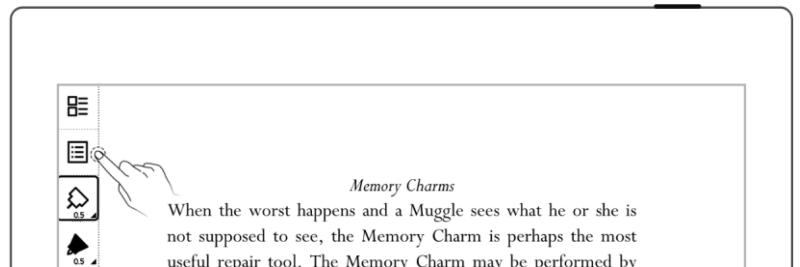 Memory Charms
0.5
When the worst happens and a Muggle sees what he or she is
not supposed to see, the Memory Charm is perhaps the most
0.5
useful repair tool. The Memory Charm may be performed by